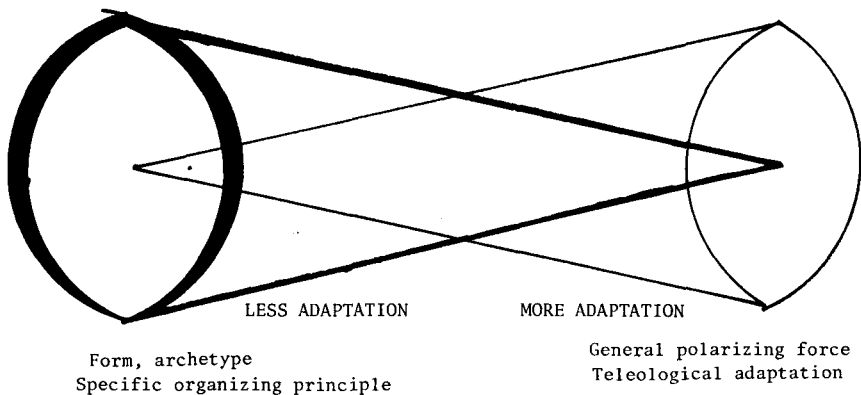 LESS ADAPTATION MORE ADAPTATION
Form, archetype
Specific organizing principle
General polarizing force
Teleological adaptation